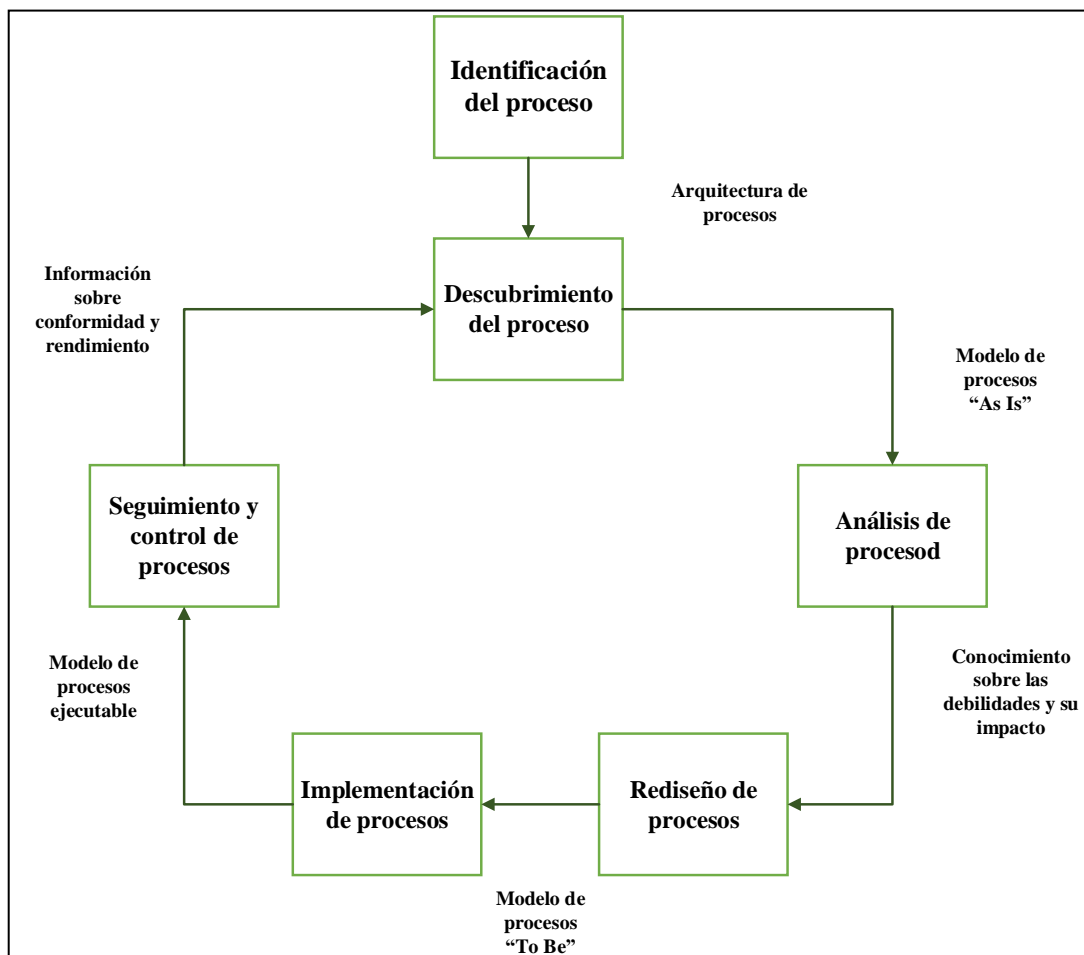 Identificación
del proceso
Arquitectura de
procesos
Descubrimiento
del proceso
Información
sobre
conformidad y
rendimiento
Modelo de
procesos
“As Is”
Seguimiento y
control de
procesos
Análisis de
procesod
Modelo de
procesos
ejecutable
Conocimiento
sobre las
debilidades y su
impacto
Implementación
de procesos
Rediseño de
procesos
Modelo de
procesos
“To Be”